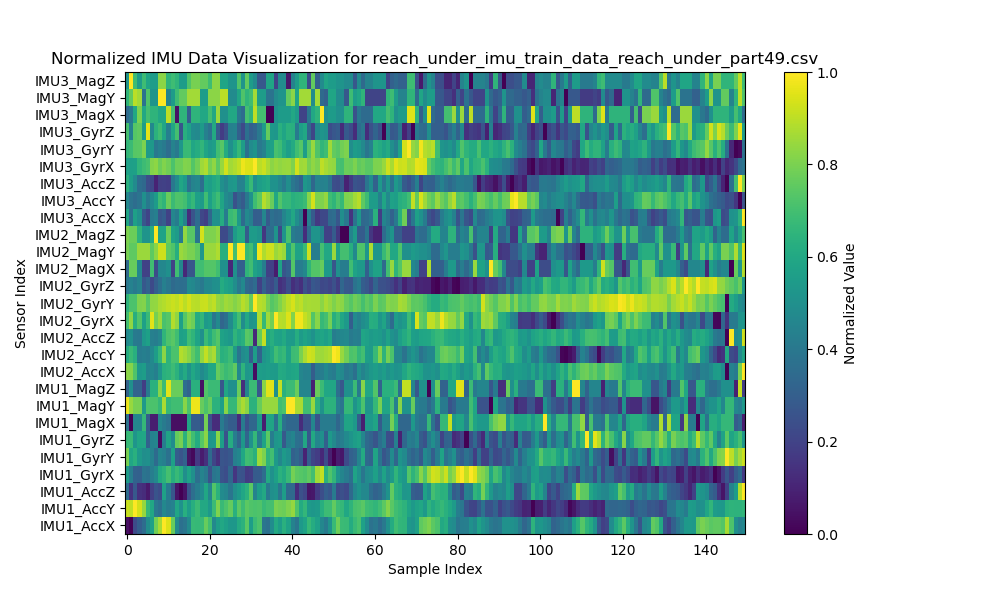 Normalized IMU Data Visualization for reach_under_imu_train_data_reach_under_part49.csv
IMU3_MagZ
IMU3_MagY
IMU3_MagX
IMU3_GyrZ
IMU3_GyrY
IMU3_GyrX
IMU3_AccZ
IMU3_AccY
IMU3_AccX
IMU2_MagZ
IMU2_MagY
IMU2_MagX
IMU2_GyrZ
IMU2_GyrY
IMU2_GyrX
IMU2_AccZ
IMU2_AccY
IMU2_AccX
IMU1_MagZ
IMU1_MagY
IMU1_MagX
IMU1_GyrZ
IMU1_GyrY
IMU1_GyrX
IMU1_AccZ
IMU1_AccY
IMU1_AccX
Sensor Index
0 20 40 60 80 100 120 140
Sample Index
1.0
0.8
0.6
0.4
0.2
0.0
Normalized Value